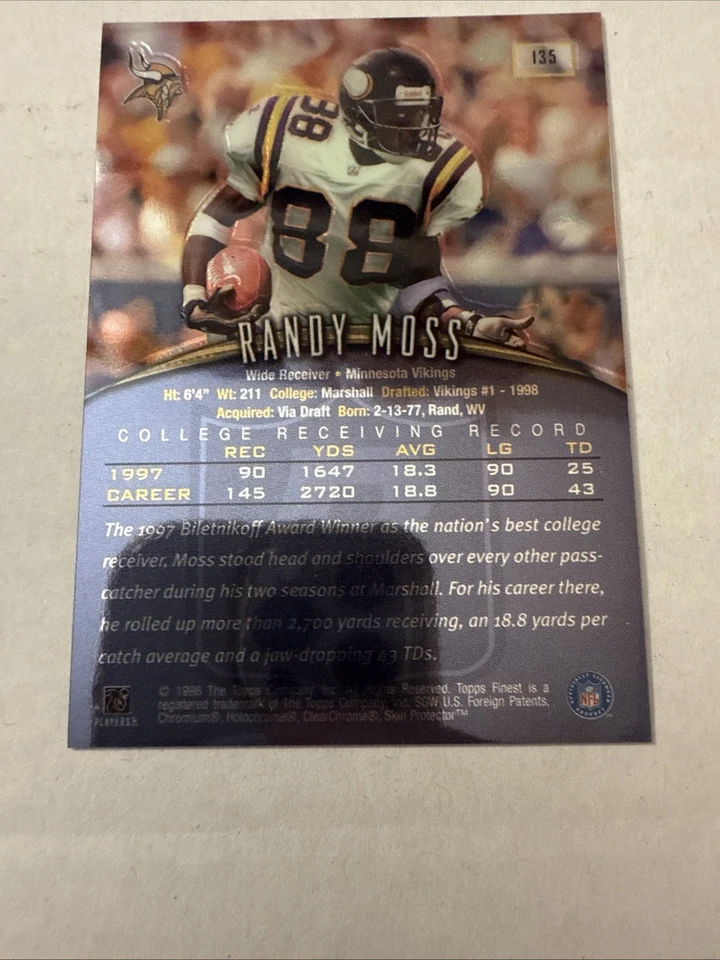 135
88
88
RANDY MOSS
Wide Receiver • Minnesota Vikings
Ht: 6'4" Wt: 211 College: Marshall Drafted: Vikings #1 - 1998
Acquired: Via Draft Born: 2-13-77, Rand, WV
COLLEGE RECEIVING RECORD
REC YDS AVG LG TD
1997 90 1647 18.3 90 25
CAREER 145 2720 18.8 90 43
The 1997 Biletnikoff Award Winner as the nation's best college
receiver, Moss stood head and shoulders over every other pass-
catcher during his two seasons at Marshall. For his career there,
he rolled up more than 2,700 yards receiving, an 18.8 yards per
catch average and a jaw-dropping 43 TDs.
© 1998 The Topps Company, Inc. All Rights Reserved. Topps Finest is a
registered trademark of The Topps Company, Inc. SGW U.S. Foreign Patents,
Chromium®, Holochrome®, ClearChrome®, Skin Protector™
PLAYERS
NFL